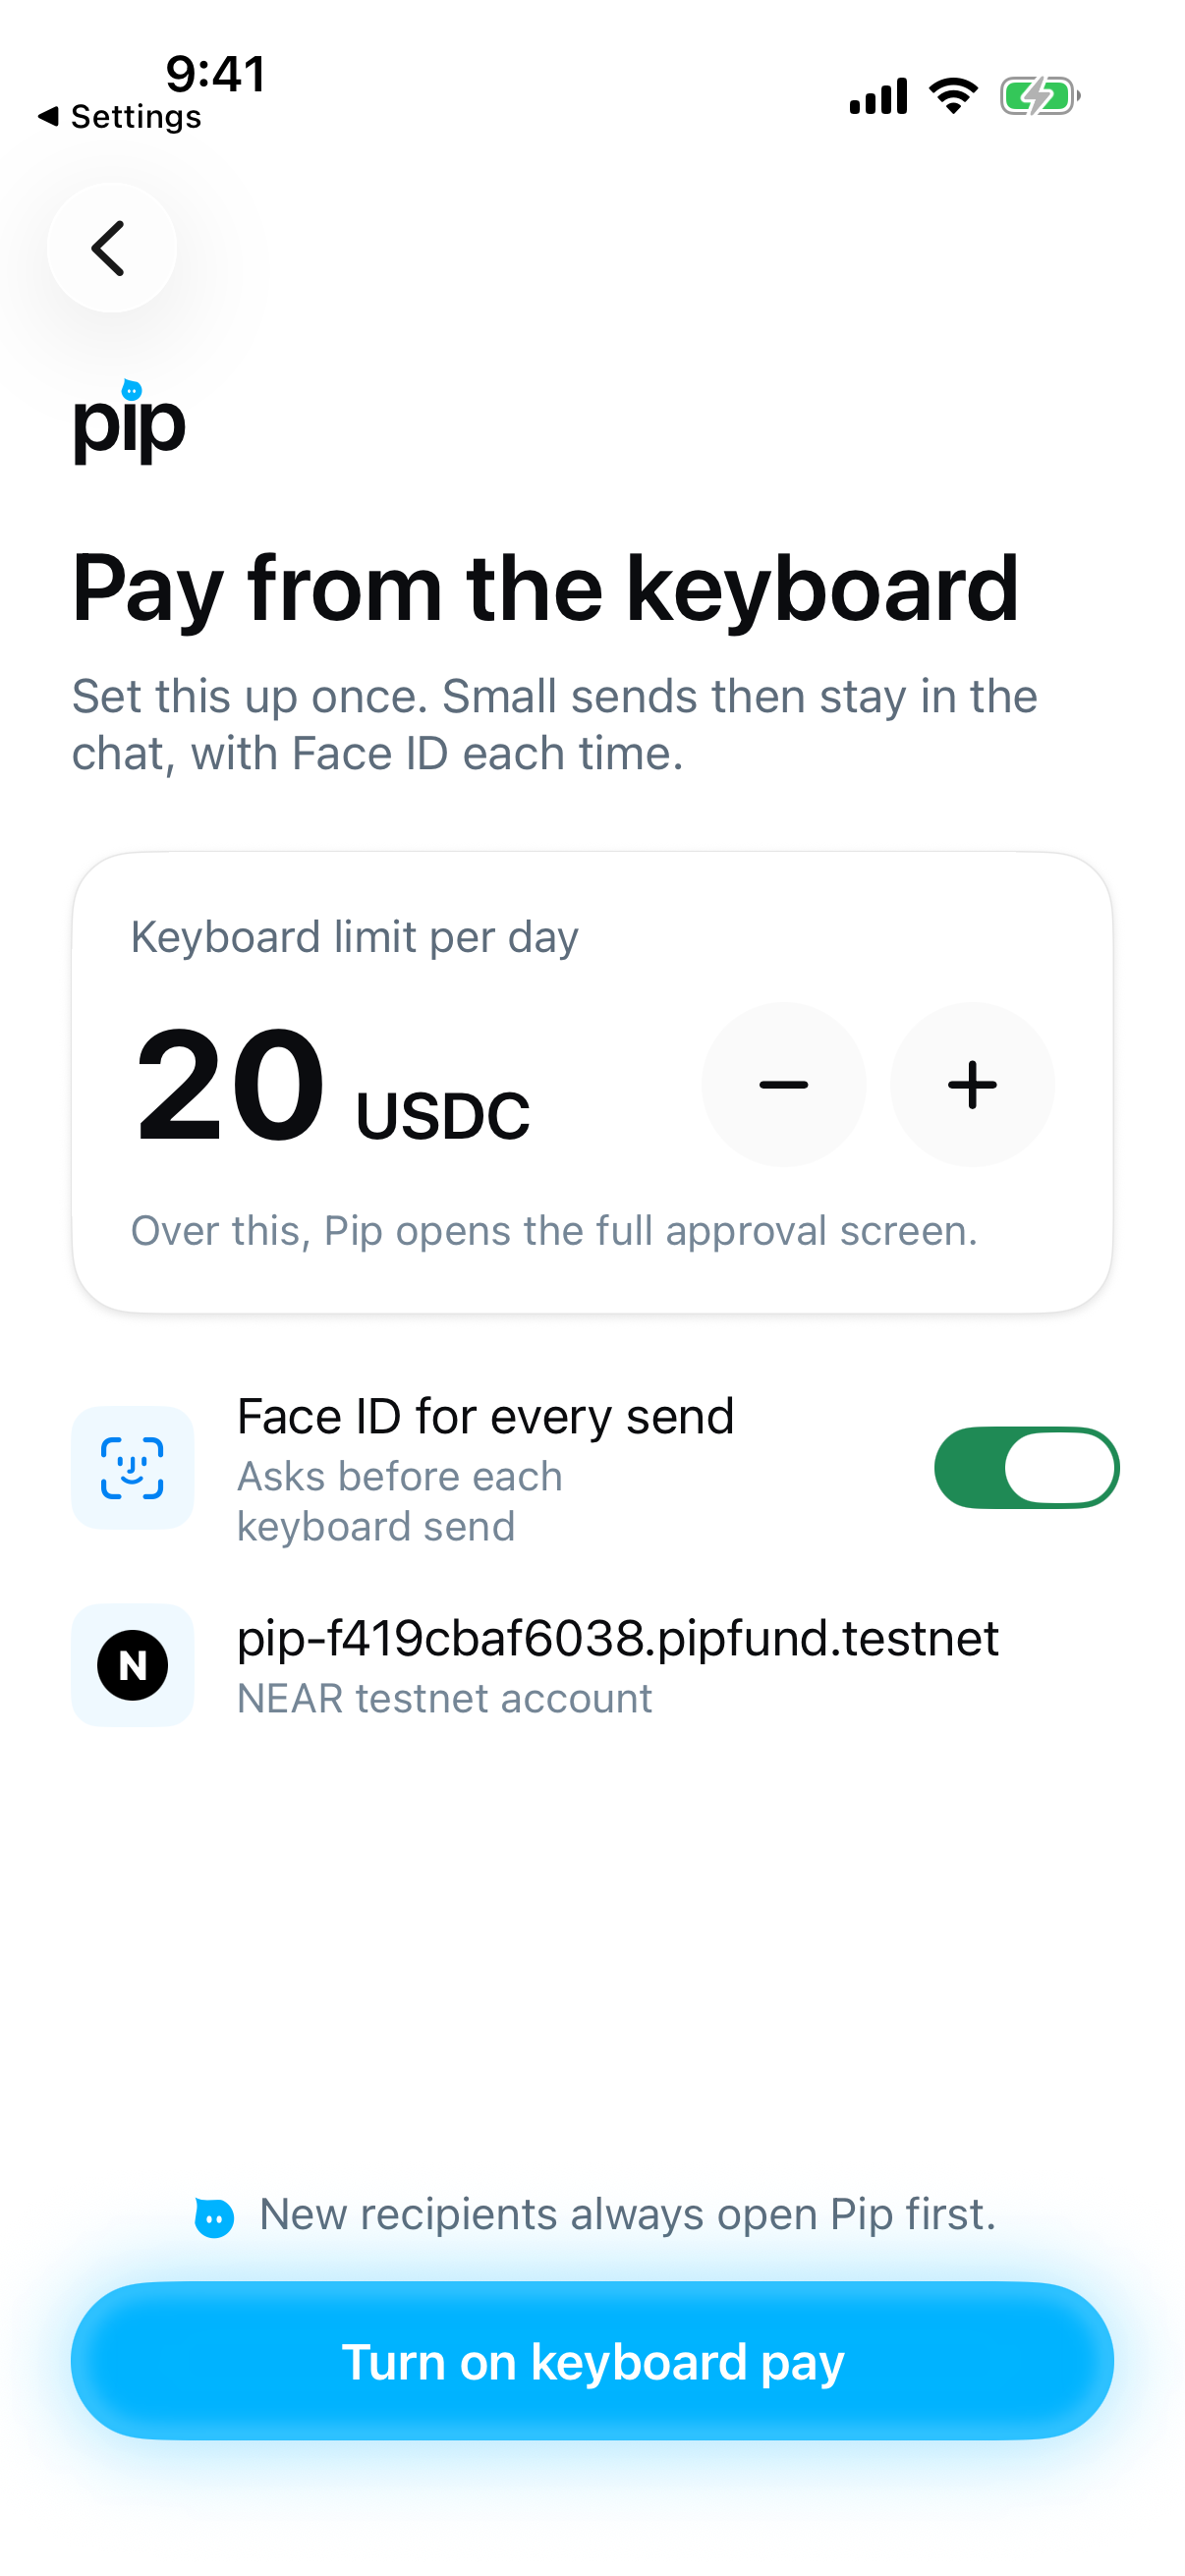 9:41
◀ Settings
pip
Pay from the keyboard
Set this up once. Small sends then stay in the
chat, with Face ID each time.
Keyboard limit per day
20 USDC
Over this, Pip opens the full approval screen.
Face ID for every send
Asks before each
keyboard send
N
pip-f419cbaf6038.pipfund.testnet
NEAR testnet account
New recipients always open Pip first.
Turn on keyboard pay